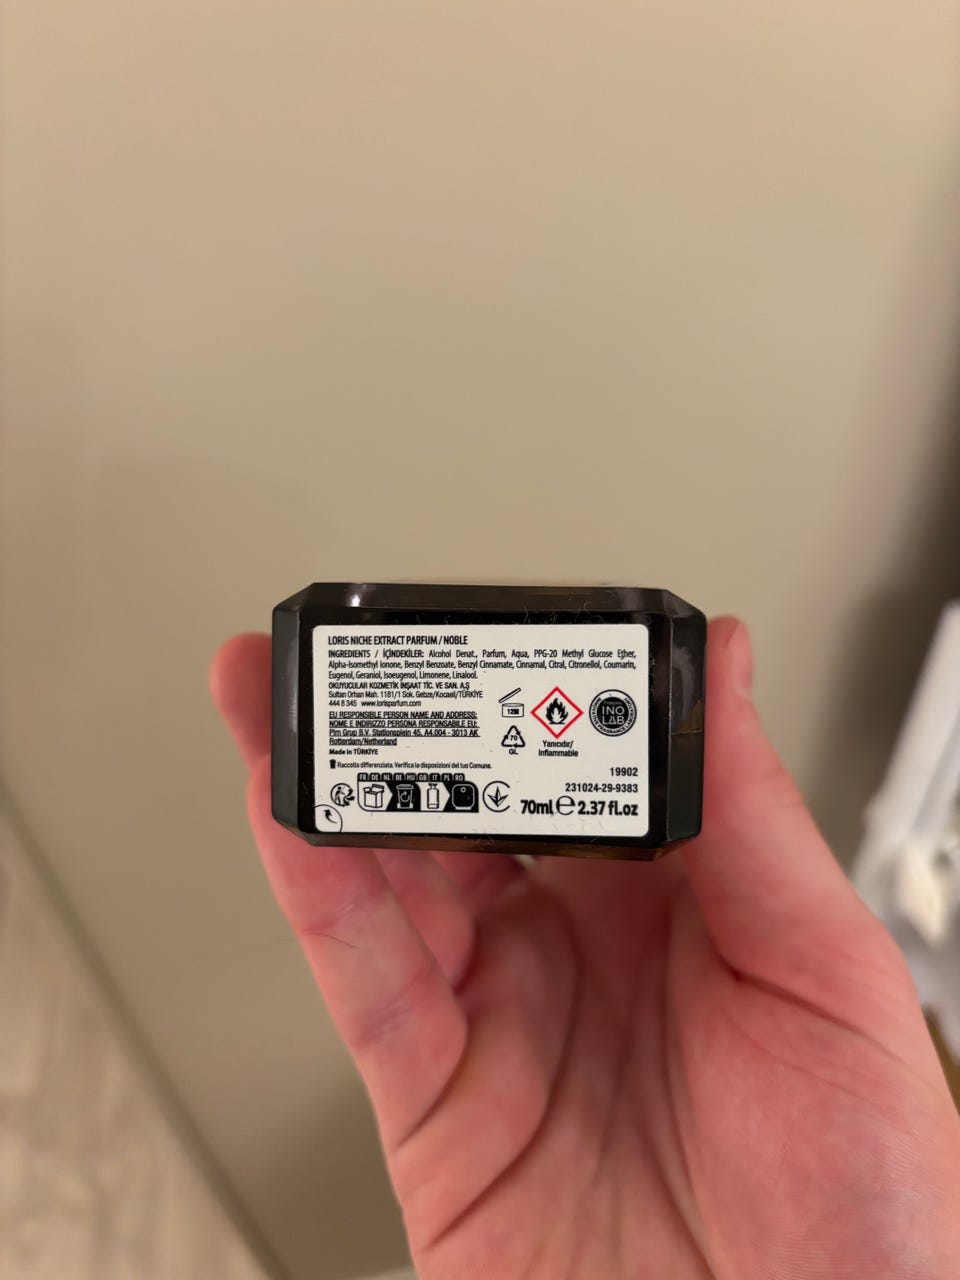 LORIS NICHE EXTRACT PARFUM / NOBLE
INGREDIENTS / İÇİNDEKİLER: Alcohol Denat., Parfum, Aqua, PPG-20 Methyl Glucose Ether,
Alpha-Isomethyl Ionone, Benzyl Benzoate, Benzyl Cinnamate, Cinnamal, Citral, Citronellol, Coumarin,
Eugenol, Geraniol, Isoeugenol, Limonene, Linalool.
OKUYUCULAR KOZMETİK İNŞAAT TİC. VE SAN. A.Ş
Sultan Orhan Mah. 1181/1 Sok. Gebze/Kocaeli/TÜRKİYE
444 8 345 www.lorisparfum.com
EU RESPONSIBLE PERSON NAME AND ADDRESS:
NOME E INDIRIZZO PERSONA RESPONSABILE EU:
Pim Grup B.V. Stationsplein 45, A4.004 - 3013 AK
Rotterdam/Netherland
Made in TÜRKİYE
12M
70
GL
Yanıcıdır/
Inflammable
INO
LAB
Raccolta differenziata. Verifica le disposizioni del tuo Comune.
FR DE NL BE HU GB IT PL RO
19902
231024-29-9383
70ml e 2.37 fl.oz